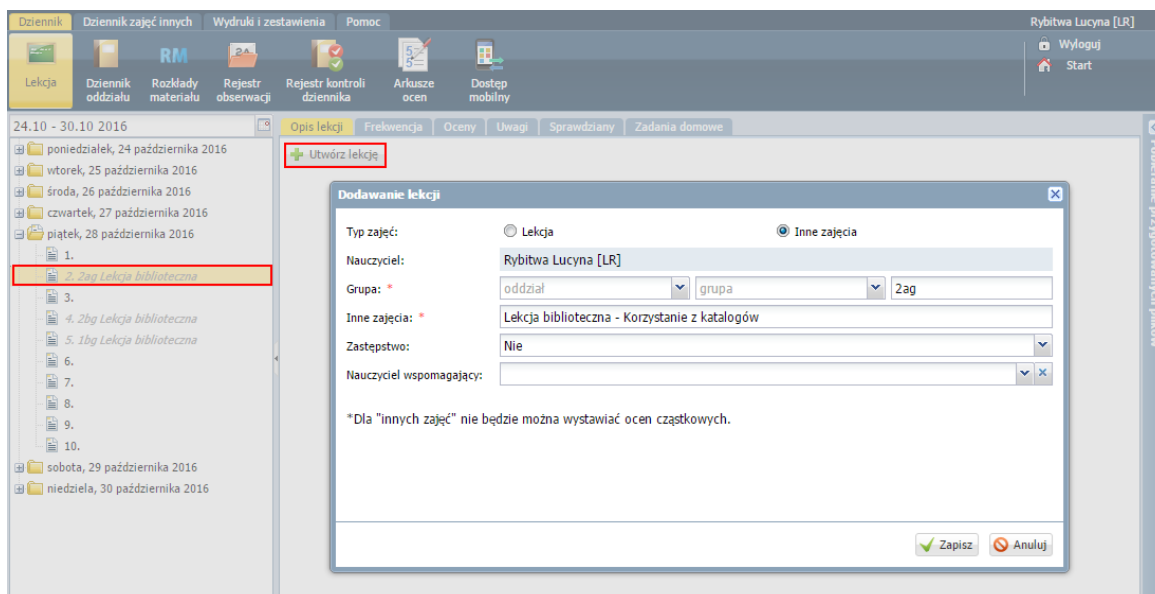 Dziennik Dziennik zajęć innych Wydruki i zestawienia Pomoc Rybitwa Lucyna [LR]
Lekcja
Dziennik oddziału
RM
Rozkłady materiału
Rejestr obserwacji
Rejestr kontroli dziennika
Arkusze ocen
Dostęp mobilny
Wyloguj
Start
24.10 - 30.10 2016
poniedziałek, 24 października 2016
wtorek, 25 października 2016
środa, 26 października 2016
czwartek, 27 października 2016
piątek, 28 października 2016
1.
2. 2ag Lekcja biblioteczna
3.
4. 2bg Lekcja biblioteczna
5. 1bg Lekcja biblioteczna
6.
7.
8.
9.
10.
sobota, 29 października 2016
niedziela, 30 października 2016
Opis lekcji Frekwencja Oceny Uwagi Sprawdziany Zadania domowe
Utwórz lekcję
Dodawanie lekcji
Typ zajęć: Lekcja Inne zajęcia
Nauczyciel: Rybitwa Lucyna [LR]
Grupa: * oddział grupa 2ag
Inne zajęcia: * Lekcja biblioteczna - Korzystanie z katalogów
Zastępstwo: Nie
Nauczyciel wspomagający:
*Dla "innych zajęć" nie będzie można wystawiać ocen cząstkowych.
Zapisz Anuluj